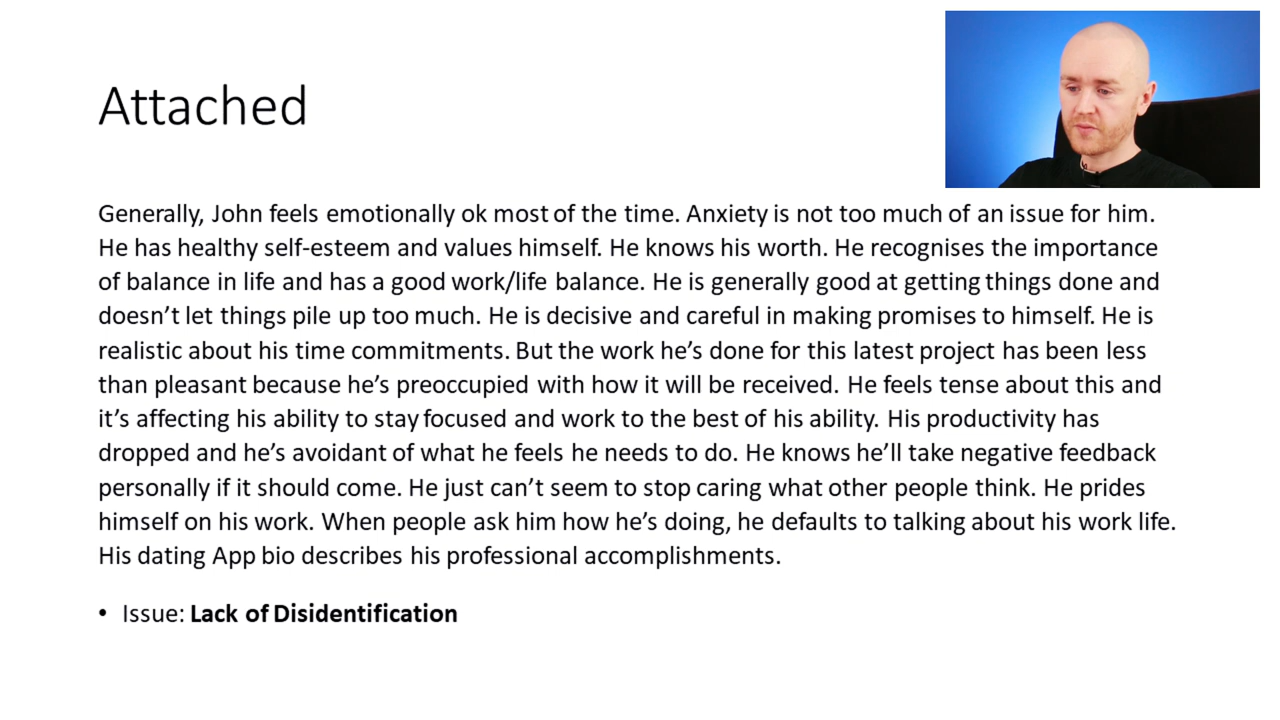 Attached
Generally, John feels emotionally ok most of the time. Anxiety is not too much of an issue for him.
He has healthy self-esteem and values himself. He knows his worth. He recognises the importance
of balance in life and has a good work/life balance. He is generally good at getting things done and
doesn’t let things pile up too much. He is decisive and careful in making promises to himself. He is
realistic about his time commitments. But the work he’s done for this latest project has been less
than pleasant because he’s preoccupied with how it will be received. He feels tense about this and
it’s affecting his ability to stay focused and work to the best of his ability. His productivity has
dropped and he’s avoidant of what he feels he needs to do. He knows he’ll take negative feedback
personally if it should come. He just can’t seem to stop caring what other people think. He prides
himself on his work. When people ask him how he’s doing, he defaults to talking about his work life.
His dating App bio describes his professional accomplishments.
• Issue: Lack of Disidentification